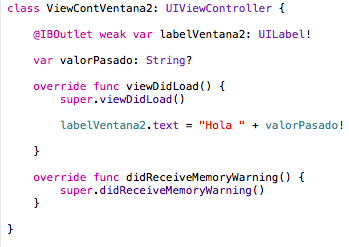 class ViewContVentana2: UIViewController {
@IBOutlet weak var labelVentana2: UILabel!
var valorPasado: String?
override func viewDidLoad() {
super.viewDidLoad()
labelVentana2.text = "Hola " + valorPasado!
}
override func didReceiveMemoryWarning() {
super.didReceiveMemoryWarning()
}
}